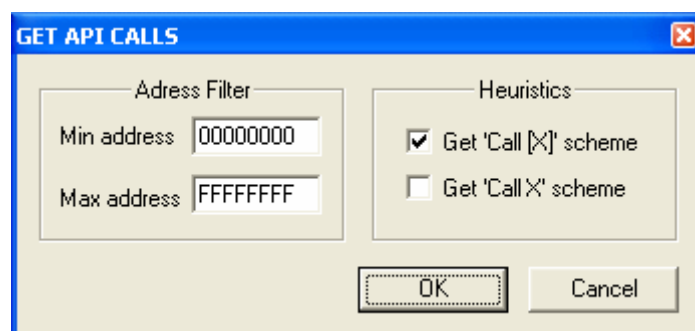 GET API CALLS
Adress Filter
Min address 00000000
Max address FFFFFFFF
Heuristics
Get 'Call [X]' scheme
Get 'Call X' scheme
OK
Cancel